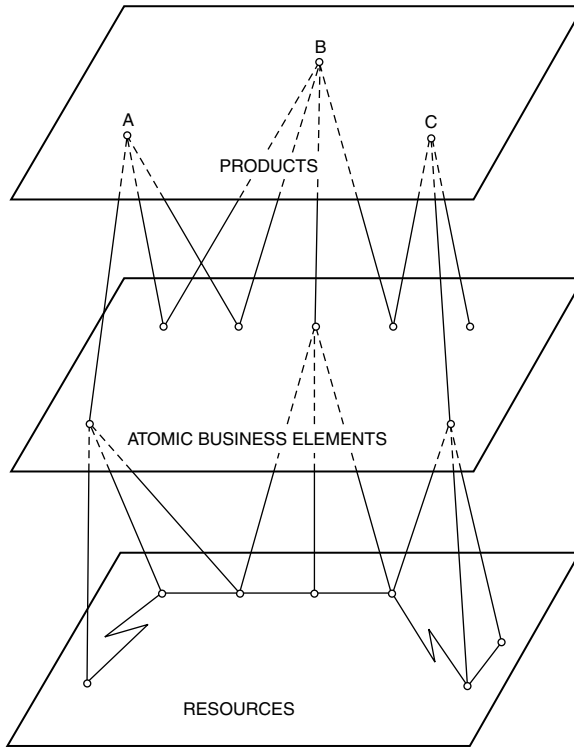 B
A
C
PRODUCTS
ATOMIC BUSINESS ELEMENTS
RESOURCES